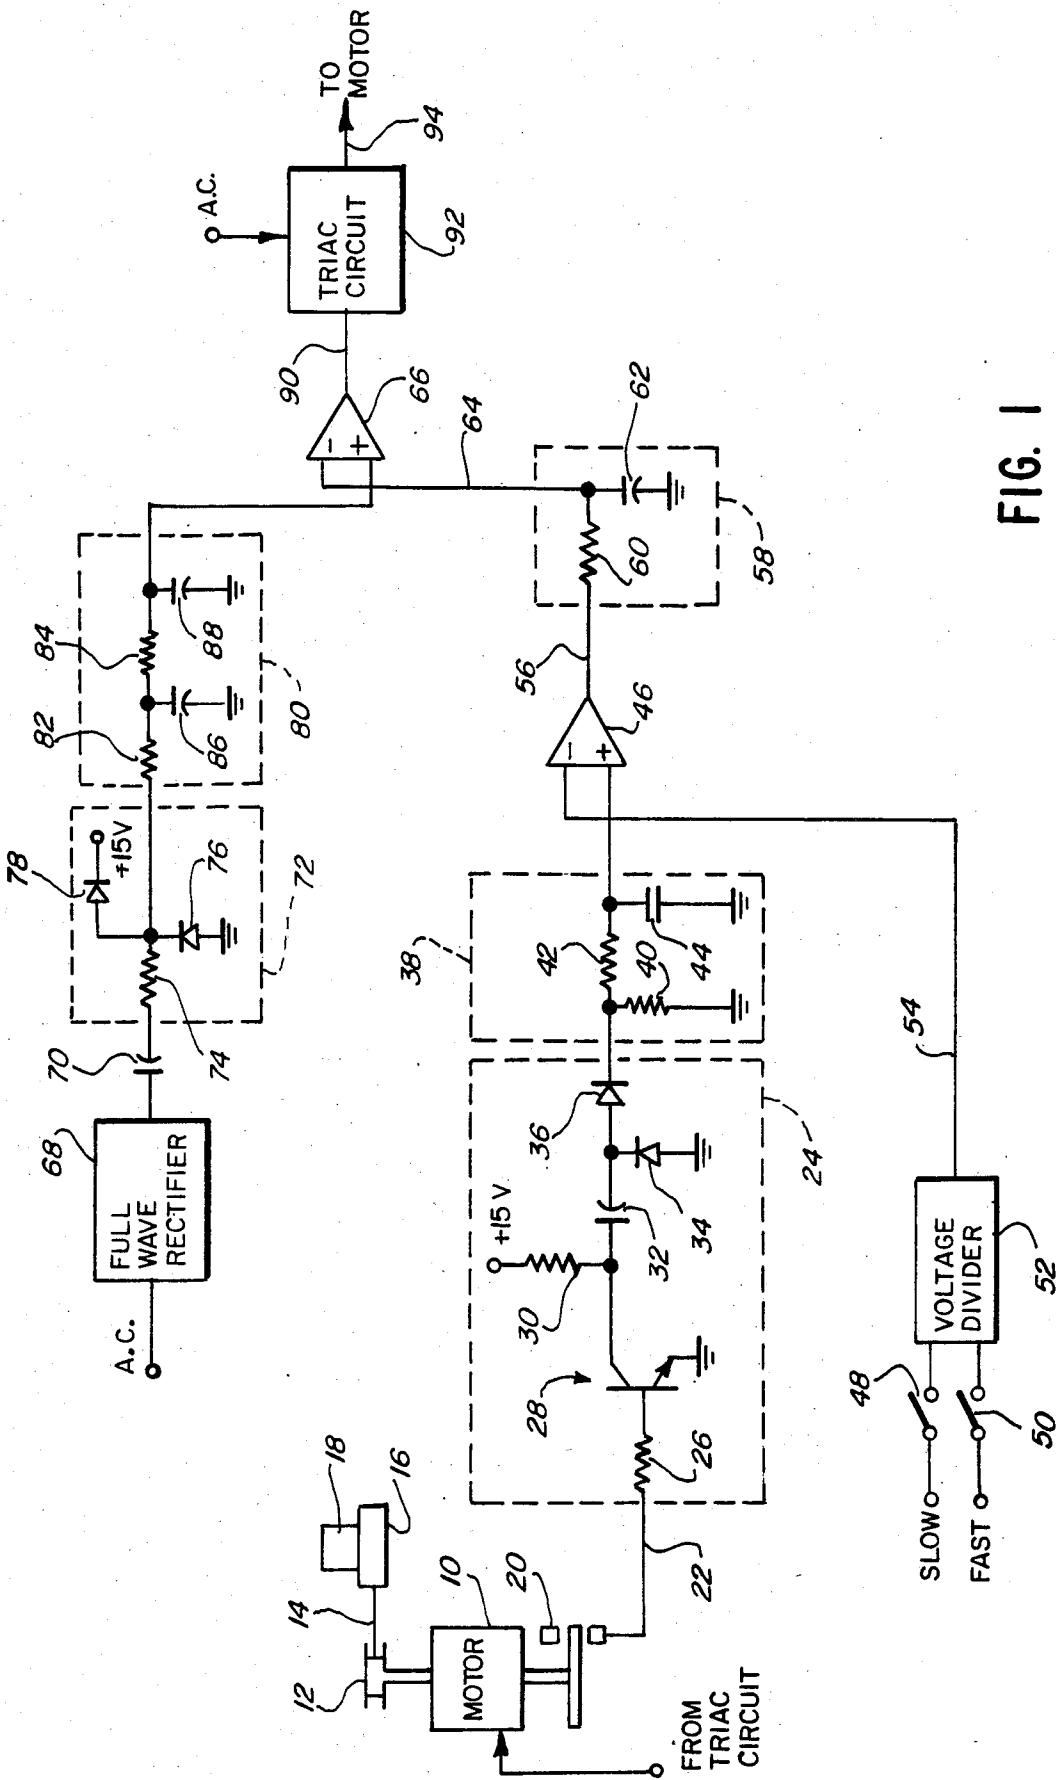 A.C.
FULL
WAVE
RECTIFIER
68
70
74
72
78
+15V
76
82
84
86
88
80
90
66
64
A.C.
TRIAC
CIRCUIT
92
94
TO
MOTOR
12
14
18
16
10
MOTOR
20
22
FROM
TRIAC
CIRCUIT
26
28
30
+15V
32
34
36
24
38
42
40
44
46
56
60
62
58
SLOW
FAST
48
50
VOLTAGE
DIVIDER
52
54
FIG. 1